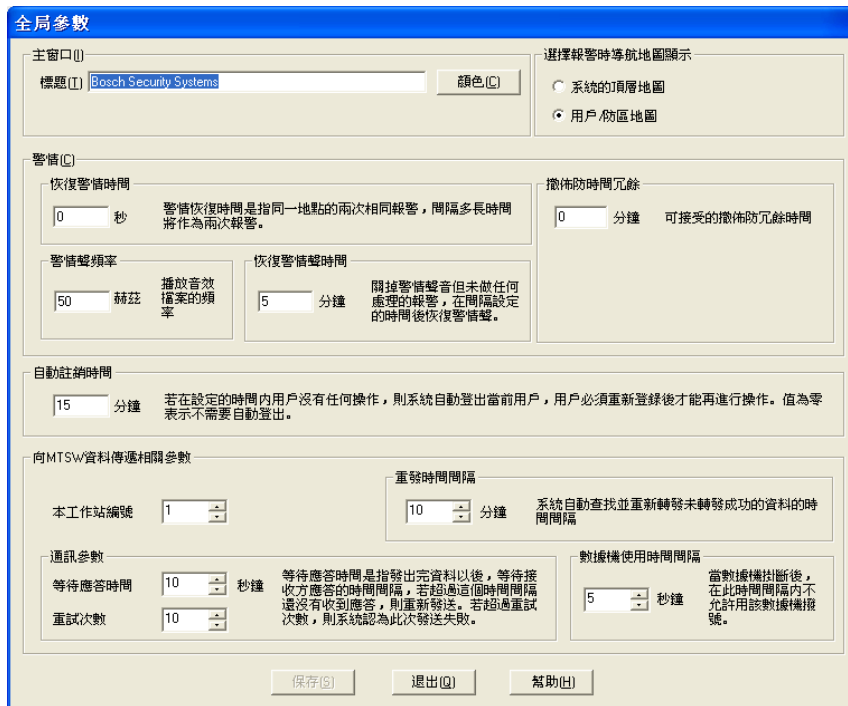 全局參數
主窗口(I)
標題(T) Bosch Security Systems 顏色(C)
選擇報警時導航地圖顯示
系統的頂層地圖
用戶/防區地圖
警情(C)
恢復警情時間
0 秒
警情恢復時間是指同一地點的兩次相同報警，間隔多長時間
將作為兩次報警。
撤佈防時間冗餘
0 分鐘 可接受的撤佈防冗餘時間
警情聲頻率
50 赫茲
播放音效
檔案的頻
率
恢復警情聲時間
5 分鐘
關掉警情聲音但未做任何
處理的報警，在間隔設定
的時間後恢復警情聲。
自動註銷時間
15 分鐘
若在設定的時間內用戶沒有任何操作，則系統自動登出當前用戶，用戶必須重新登錄後才能再進行操作。值為零
表示不需要自動登出。
向MTSW資料傳遞相關參數
本工作站編號 1
重發時間間隔
10 分鐘
系統自動查找並重新轉發未轉發成功的資料的時
間間隔
通訊參數
等待應答時間 10 秒鐘
重試次數 10
等待應答時間是指發出完資料以後，等待接
收方應答的時間間隔，若超過這個時間間隔
還沒有收到應答，則重新發送。若超過重試
次數，則系統認為此次發送失敗。
數據機使用時間間隔
5 秒鐘
當數據機掛斷後，
在此時間間隔內不
允許用該數據機撥
號。
保存(S) 退出(Q) 幫助(H)